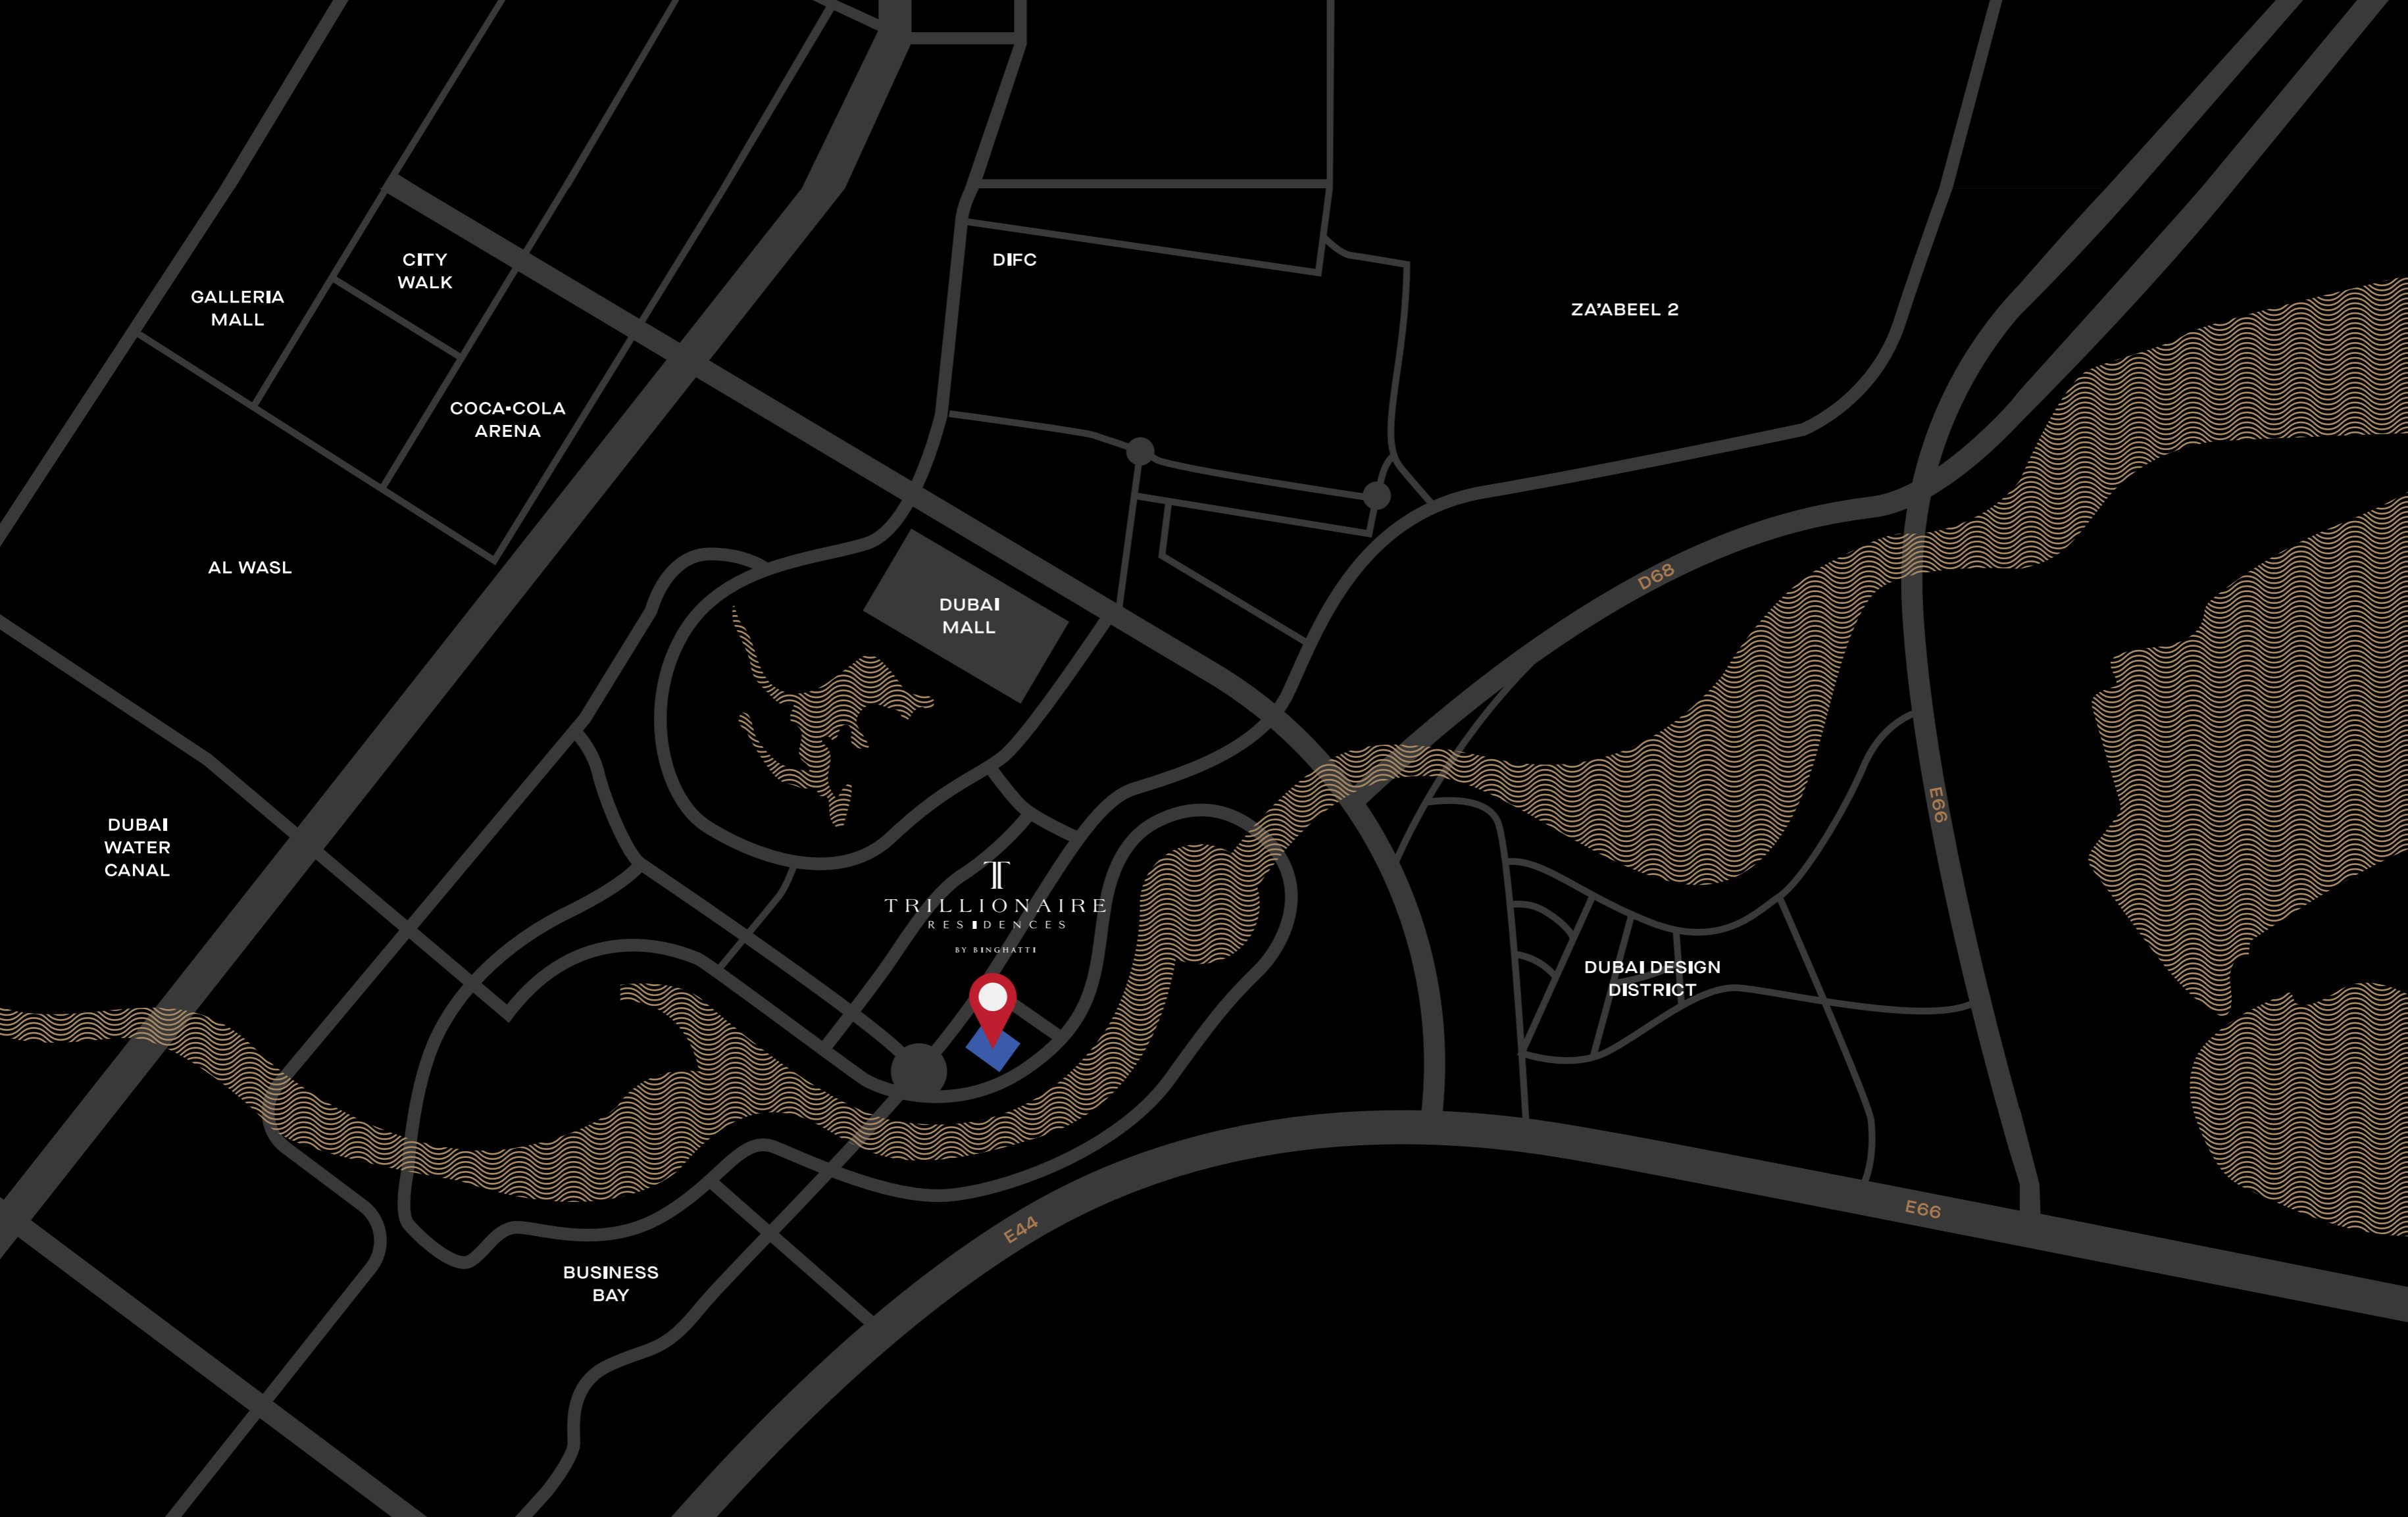 CITY
WALK
DIFC
GALLERIA
MALL
ZA'ABEEL 2
COCA-COLA
ARENA
AL WASL
D68
DUBAI
MALL
E66
DUBAI
WATER
CANAL
TRILLIONAIRE
RESIDENCES
BY BINGHATTI
DUBAI DESIGN
DISTRICT
E44
E66
BUSINESS
BAY